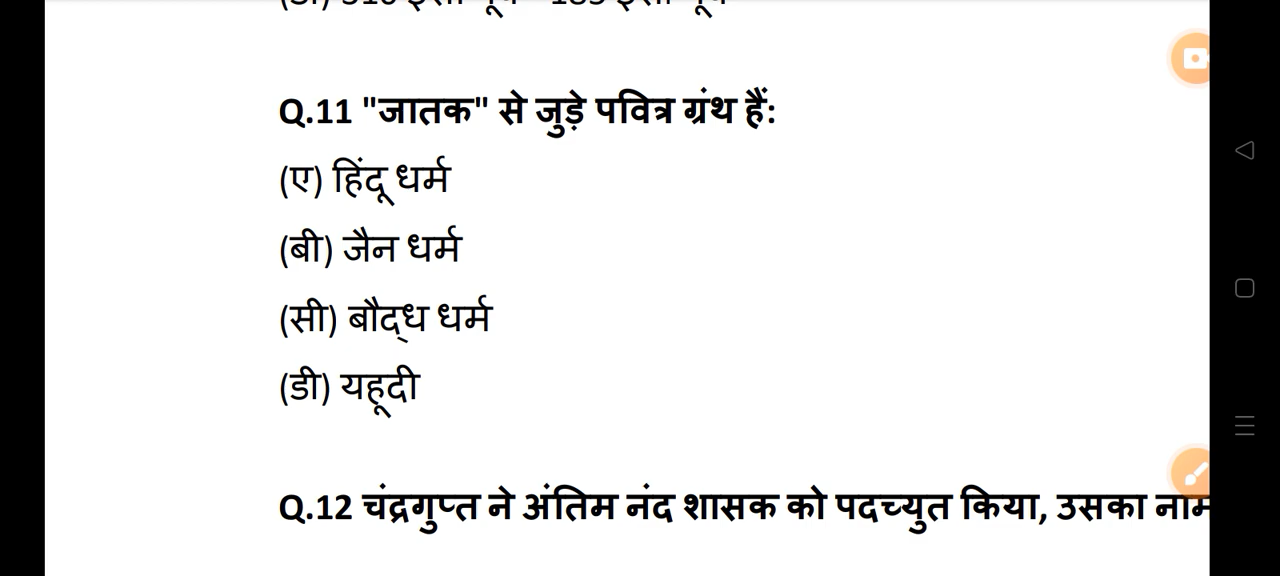 Q.11 "जातक" से जुड़े पवित्र ग्रंथ हैं:
(ए) हिंदू धर्म
(बी) जैन धर्म
(सी) बौद्ध धर्म
(डी) यहूदी
Q.12 चंद्रगुप्त ने अंतिम नंद शासक को पदच्युत किया, उसका नाम